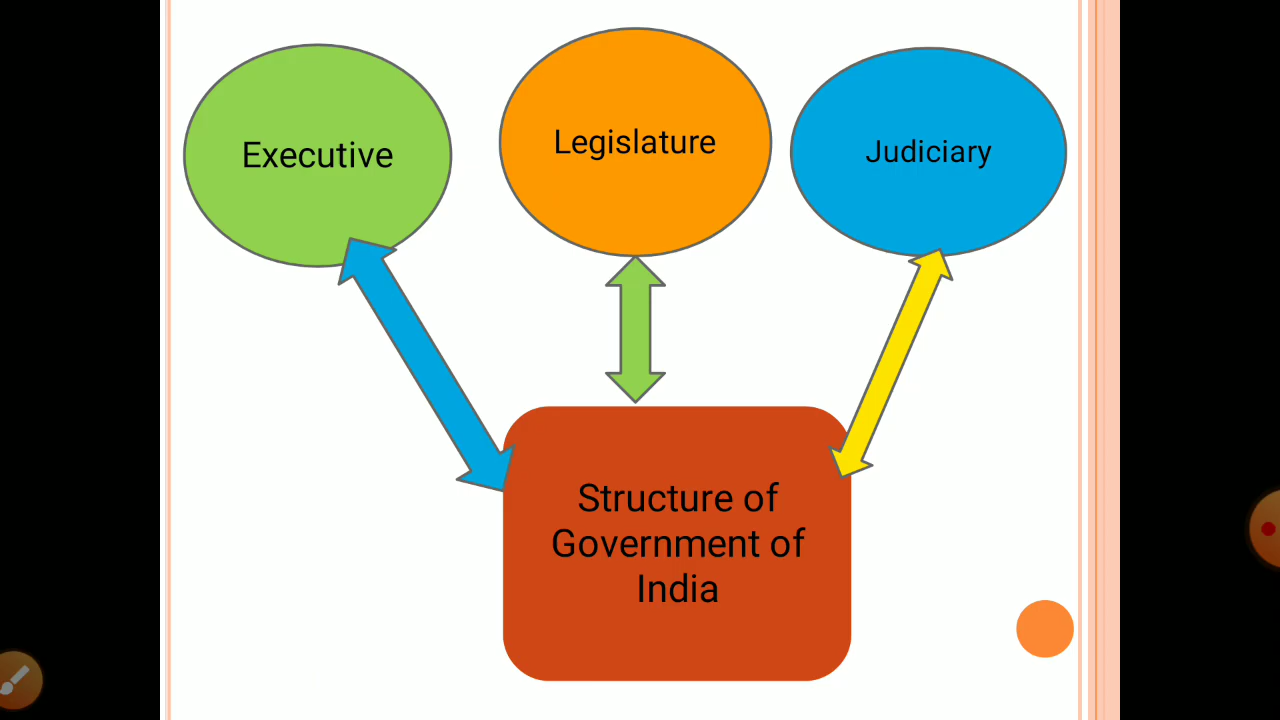 Executive
Legislature
Judiciary
Structure of
Government of
India